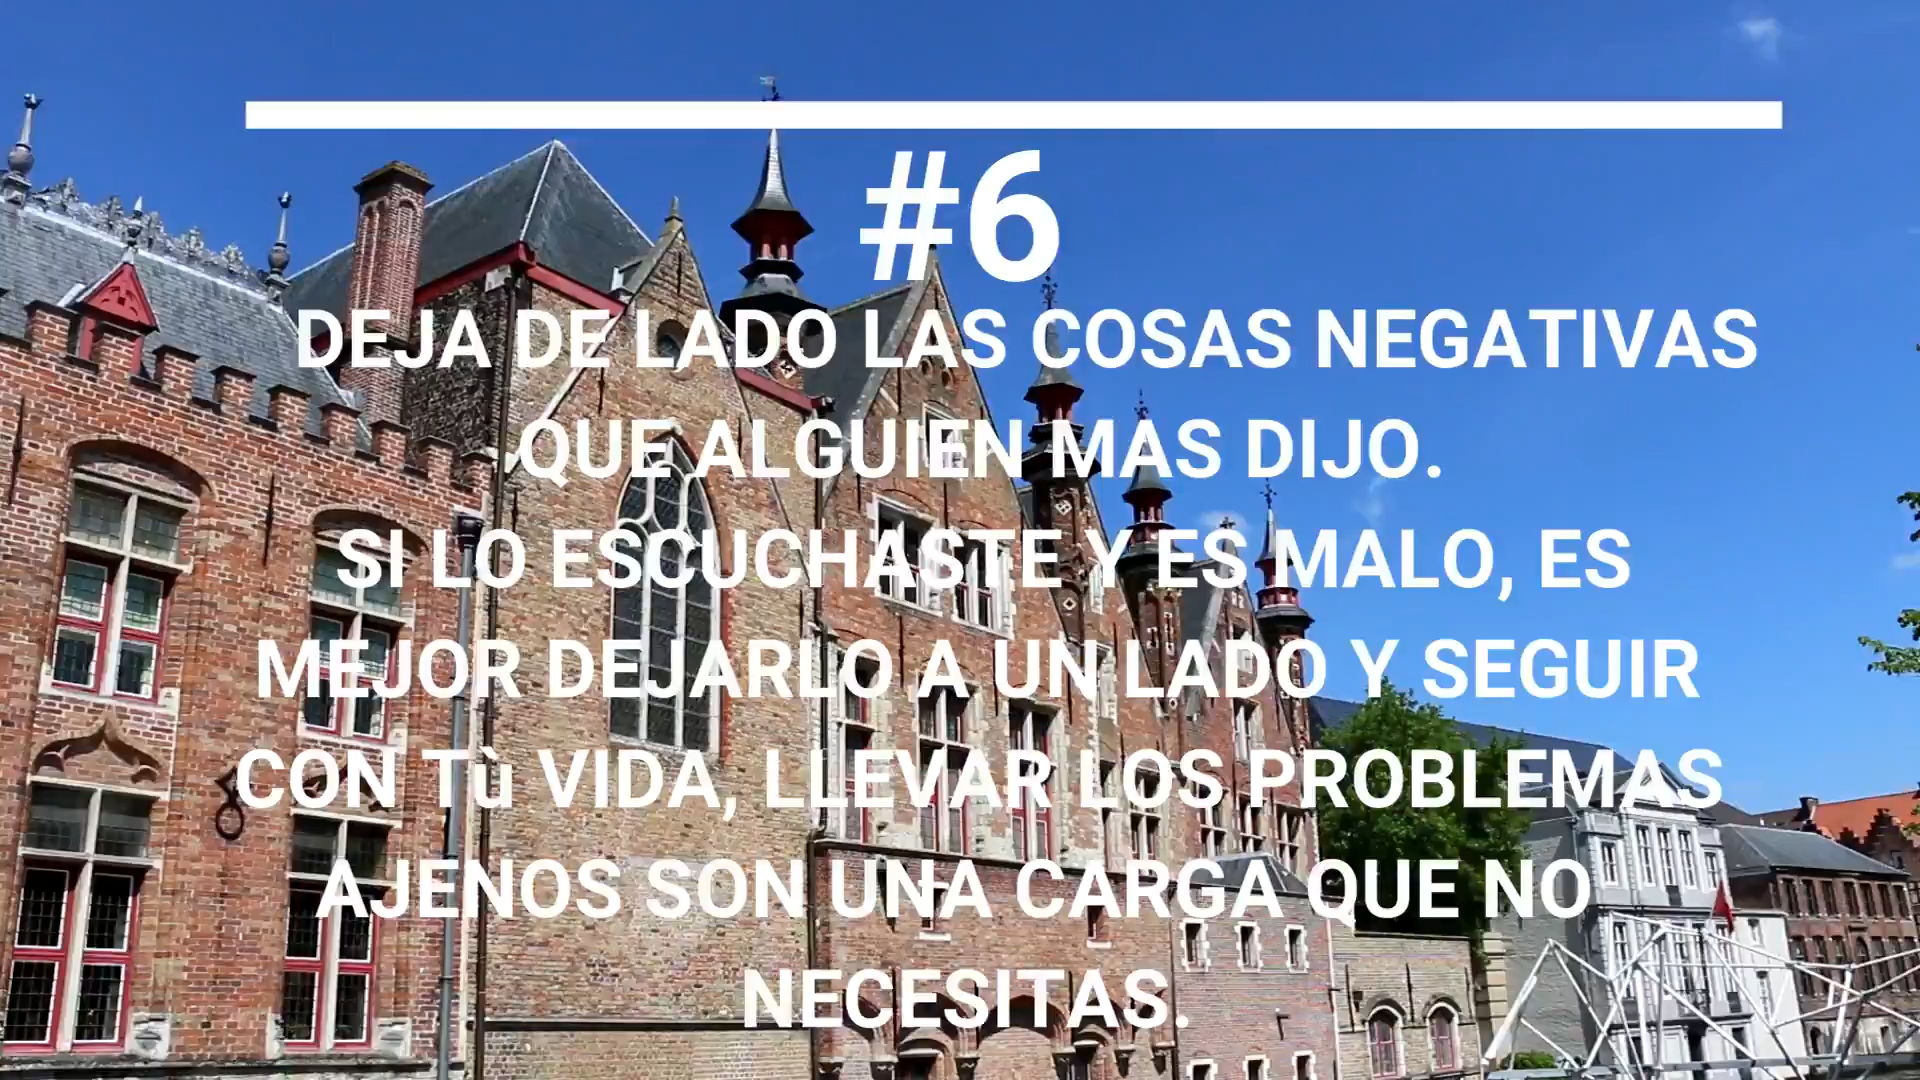 #6
DEJA DE LADO LAS COSAS NEGATIVAS
QUE ALGUIEN MAS DIJO.
SI LO ESCUCHASTE Y ES MALO, ES
MEJOR DEJARLO A UN LADO Y SEGUIR
CON Tù VIDA, LLEVAR LOS PROBLEMAS
AJENOS SON UNA CARGA QUE NO
NECESITAS.